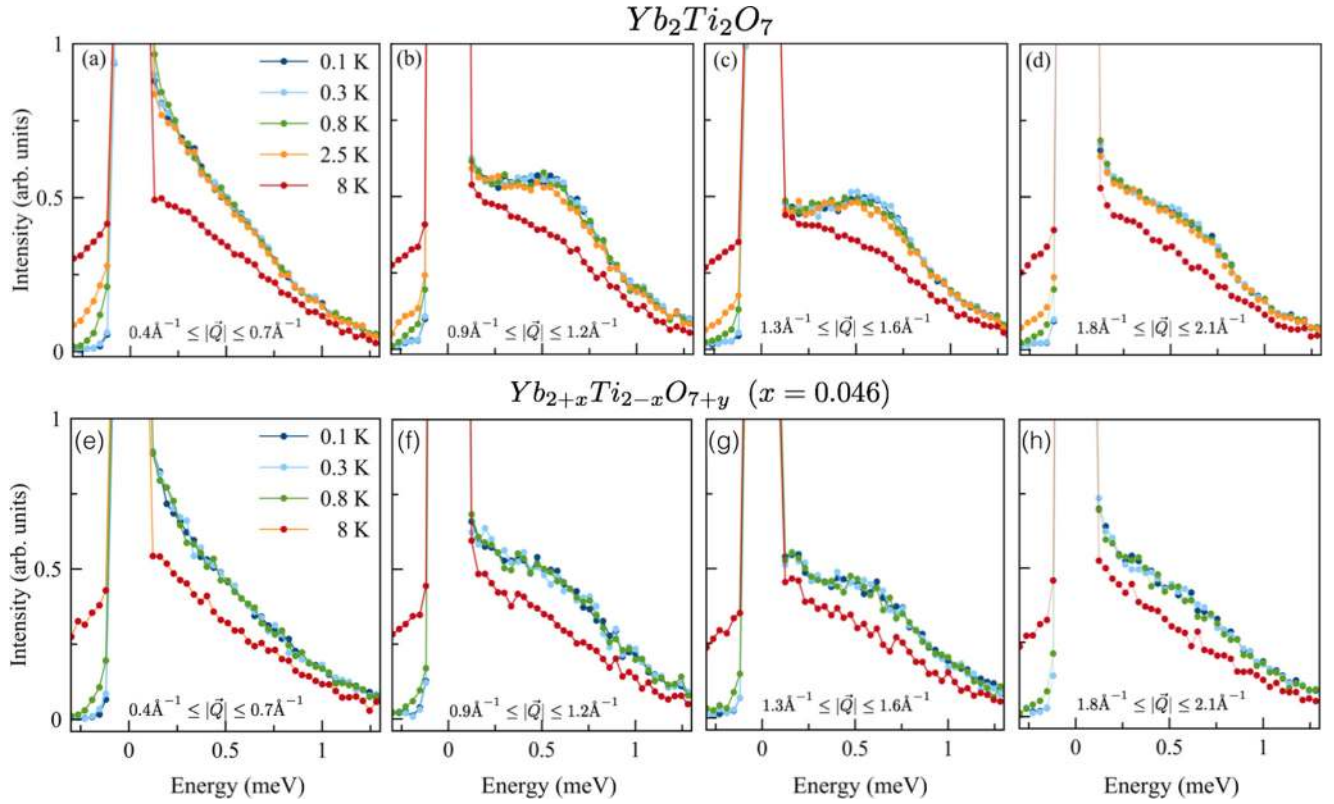 Yb₂Ti₂O₇
1
0.5
0
Intensity (arb. units)
(a)
0.1 K
0.3 K
0.8 K
2.5 K
8 K
0.4Å⁻¹ ≤ |Q⃗| ≤ 0.7Å⁻¹
(b)
0.9Å⁻¹ ≤ |Q⃗| ≤ 1.2Å⁻¹
(c)
1.3Å⁻¹ ≤ |Q⃗| ≤ 1.6Å⁻¹
(d)
1.8Å⁻¹ ≤ |Q⃗| ≤ 2.1Å⁻¹
Yb₂₊ₓTi₂₋ₓO₇₊ᵧ (x = 0.046)
1
0.5
0
Intensity (arb. units)
(e)
0.1 K
0.3 K
0.8 K
8 K
0.4Å⁻¹ ≤ |Q⃗| ≤ 0.7Å⁻¹
(f)
0.9Å⁻¹ ≤ |Q⃗| ≤ 1.2Å⁻¹
(g)
1.3Å⁻¹ ≤ |Q⃗| ≤ 1.6Å⁻¹
(h)
1.8Å⁻¹ ≤ |Q⃗| ≤ 2.1Å⁻¹
0 0.5 1
0 0.5 1
0 0.5 1
0 0.5 1
Energy (meV)
Energy (meV)
Energy (meV)
Energy (meV)